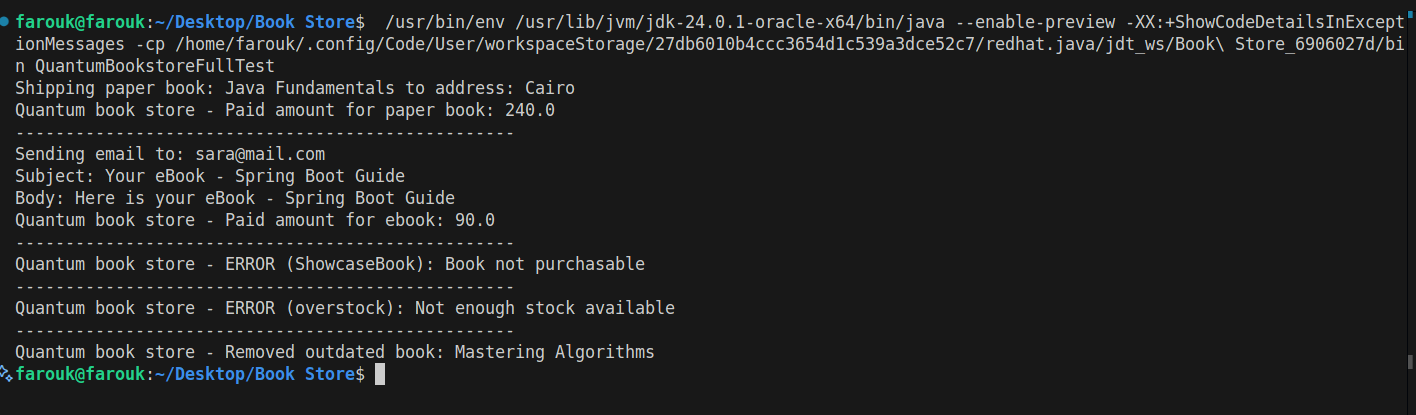 farouk@farouk:~/Desktop/Book Store$  /usr/bin/env /usr/lib/jvm/jdk-24.0.1-oracle-x64/bin/java --enable-preview -XX:+ShowCodeDetailsInExcept
ionMessages -cp /home/farouk/.config/Code/User/workspaceStorage/27db6010b4ccc3654d1c539a3dce52c7/redhat.java/jdt_ws/Book\ Store_6906027d/bi
n QuantumBookstoreFullTest
Shipping paper book: Java Fundamentals to address: Cairo
Quantum book store - Paid amount for paper book: 240.0
--------------------------------------------------
Sending email to: sara@mail.com
Subject: Your eBook - Spring Boot Guide
Body: Here is your eBook - Spring Boot Guide
Quantum book store - Paid amount for ebook: 90.0
--------------------------------------------------
Quantum book store - ERROR (ShowcaseBook): Book not purchasable
--------------------------------------------------
Quantum book store - ERROR (overstock): Not enough stock available
--------------------------------------------------
Quantum book store - Removed outdated book: Mastering Algorithms
farouk@farouk:~/Desktop/Book Store$